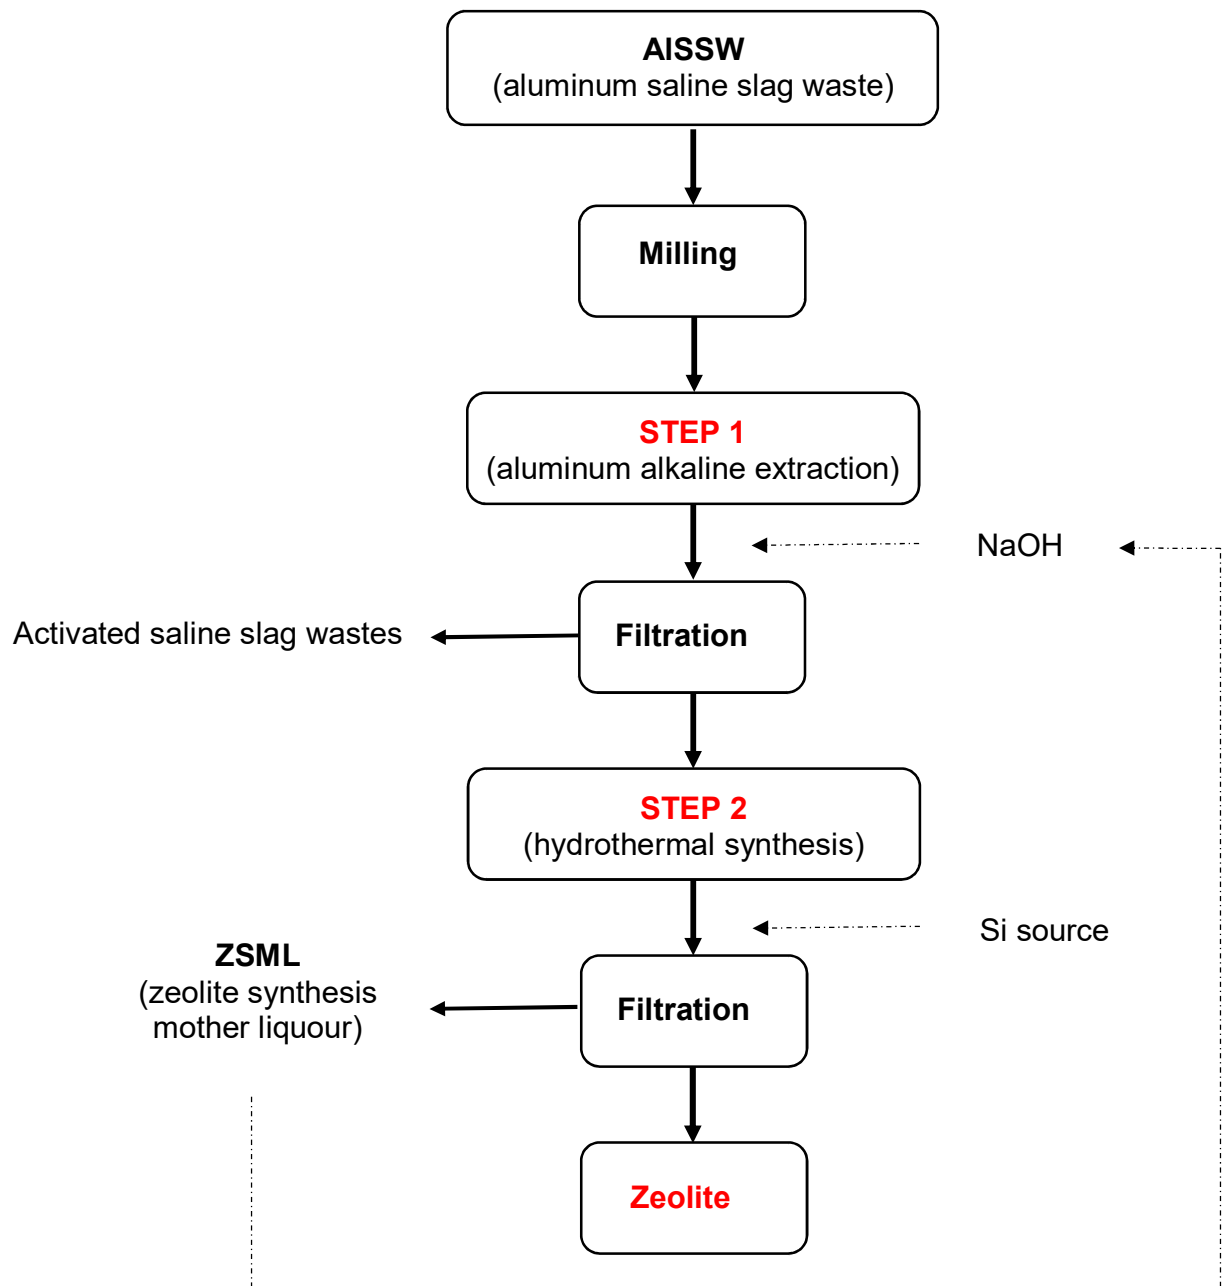 AlSSW
(aluminum saline slag waste)
Milling
STEP 1
(aluminum alkaline extraction)
NaOH
Activated saline slag wastes
Filtration
STEP 2
(hydrothermal synthesis)
Si source
ZSML
(zeolite synthesis
mother liquour)
Filtration
Zeolite